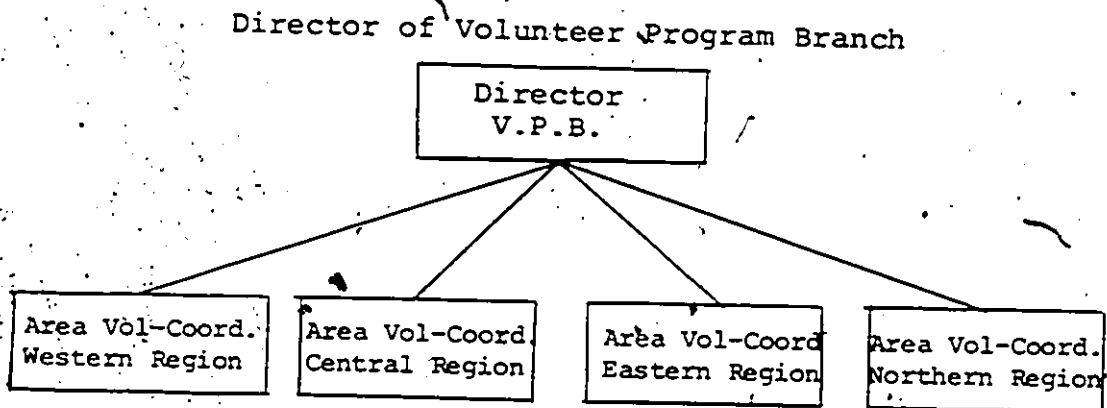 Director of Volunteer Program Branch
Director
V.P.B.
Area Vol-Coord.
Western Region
Area Vol-Coord.
Central Region
Area Vol-Coord
Eastern Region
Area Vol-Coord.
Northern Region